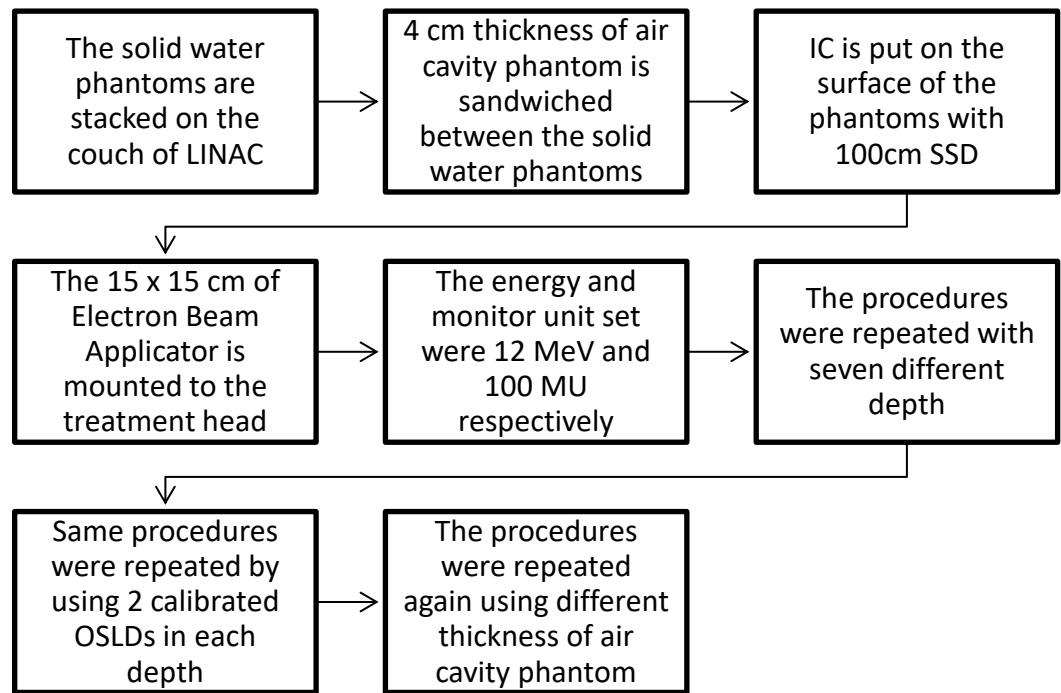 The solid water
phantoms are
stacked on the
couch of LINAC
4 cm thickness of air
cavity phantom is
sandwiched
between the solid
water phantoms
IC is put on the
surface of the
phantoms with
100cm SSD
The 15 x 15 cm of
Electron Beam
Applicator is
mounted to the
treatment head
The energy and
monitor unit set
were 12 MeV and
100 MU
respectively
The procedures
were repeated with
seven different
depth
Same procedures
were repeated by
using 2 calibrated
OSLDs in each
depth
The procedures
were repeated
again using different
thickness of air
cavity phantom